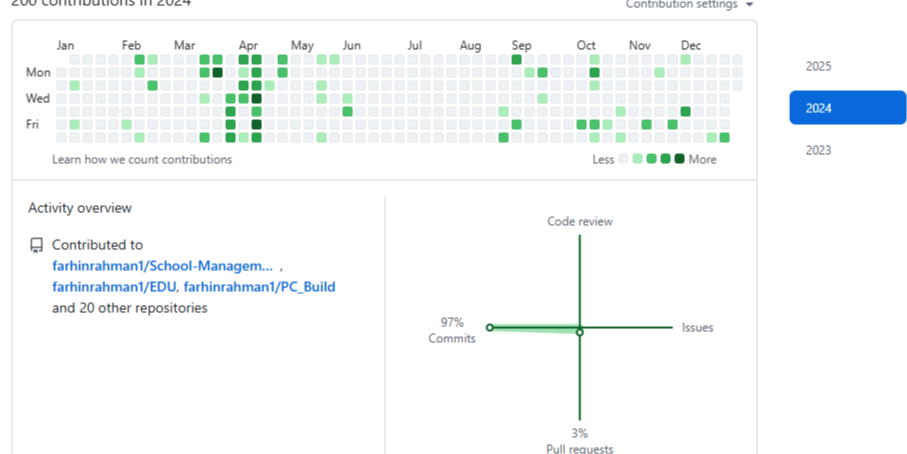 200 contributions in 2024
Contribution settings
Jan Feb Mar Apr May Jun Jul Aug Sep Oct Nov Dec
Mon
Wed
Fri
Learn how we count contributions
Less More
2025
2024
2023
Activity overview
Contributed to
farhinrahman1/School-Managem... ,
farhinrahman1/EDU, farhinrahman1/PC_Build
and 20 other repositories
Code review
97%
Commits
Issues
3%
Pull requests